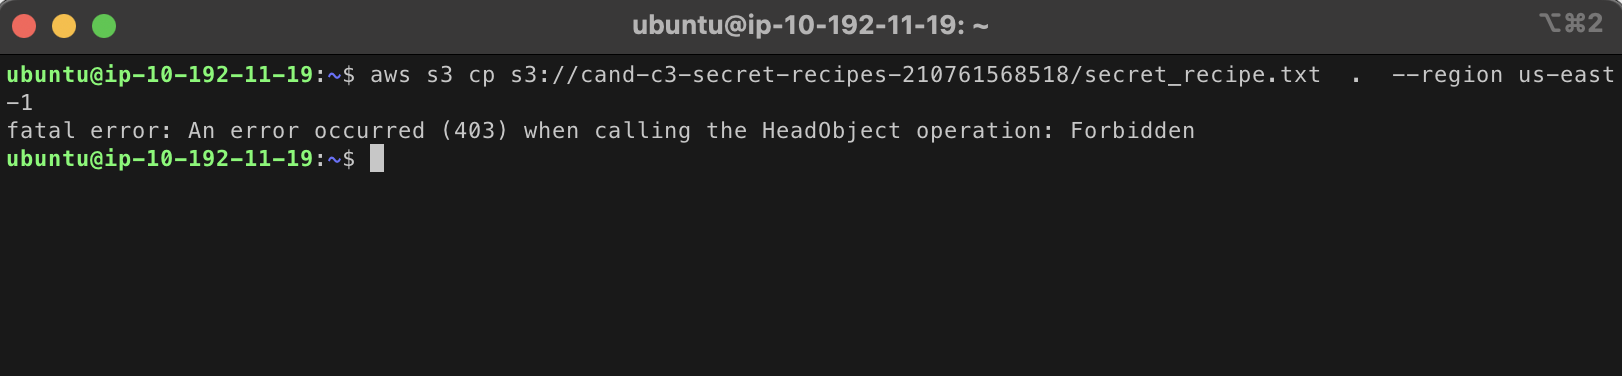 ubuntu@ip-10-192-11-19: ~
⌥⌘2
ubuntu@ip-10-192-11-19:~$ aws s3 cp s3://cand-c3-secret-recipes-210761568518/secret_recipe.txt  .  --region us-east
-1
fatal error: An error occurred (403) when calling the HeadObject operation: Forbidden
ubuntu@ip-10-192-11-19:~$